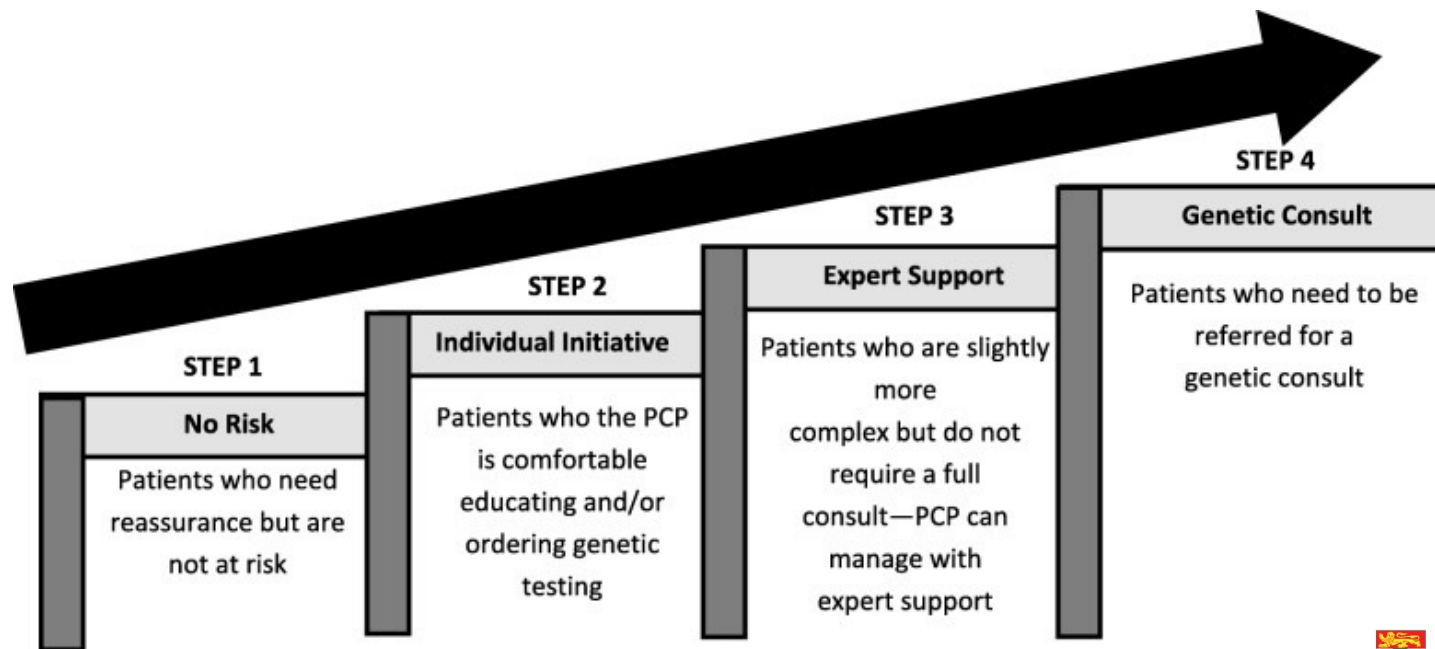 STEP 1
No Risk
Patients who need
reassurance but are
not at risk
STEP 2
Individual Initiative
Patients who the PCP
is comfortable
educating and/or
ordering genetic
testing
STEP 3
Expert Support
Patients who are slightly
more
complex but do not
require a full
consult—PCP can
manage with
expert support
STEP 4
Genetic Consult
Patients who need to be
referred for a
genetic consult